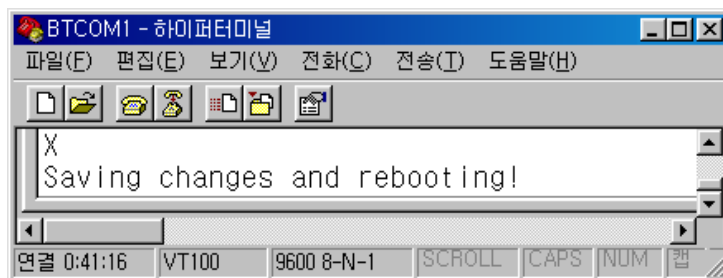 BTCOM1 - 하이퍼터미널
파일(F) 편집(E) 보기(V) 전화(C) 전송(T) 도움말(H)
X
Saving changes and rebooting!
연결 0:41:16 VT100 9600 8-N-1 SCROLL CAPS NUM 캡